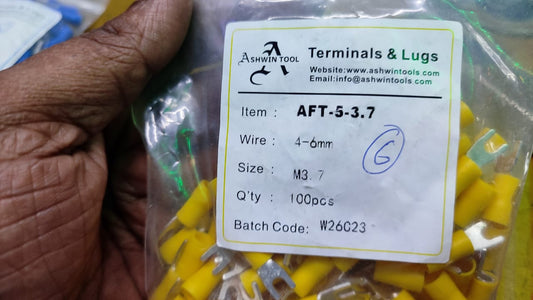 ASHWIN TOOL
Terminals & Lugs
Website:www.ashwintools.com
Email:info@ashwintools.com
Item : AFT-5-3.7
Wire : 4-6mm
6
Size : M3.7
Q'ty : 100pcs
Batch Code: W26C23